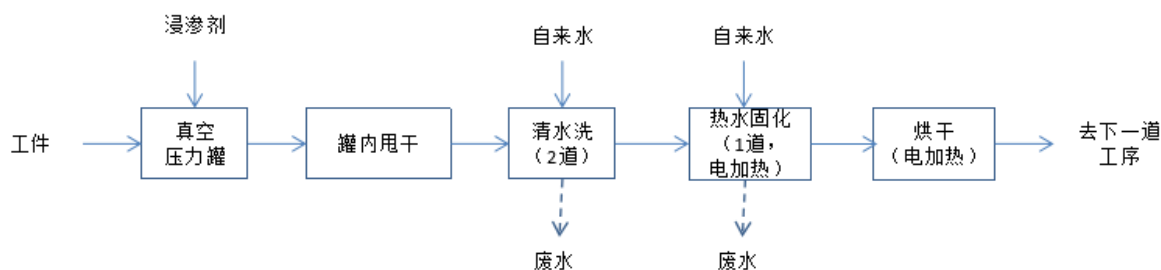 浸渗剂
自来水
自来水
工件
真空
压力罐
罐内甩干
清水洗
（2道）
热水固化
（1道，
电加热）
烘干
（电加热）
去下一道
工序
废水
废水